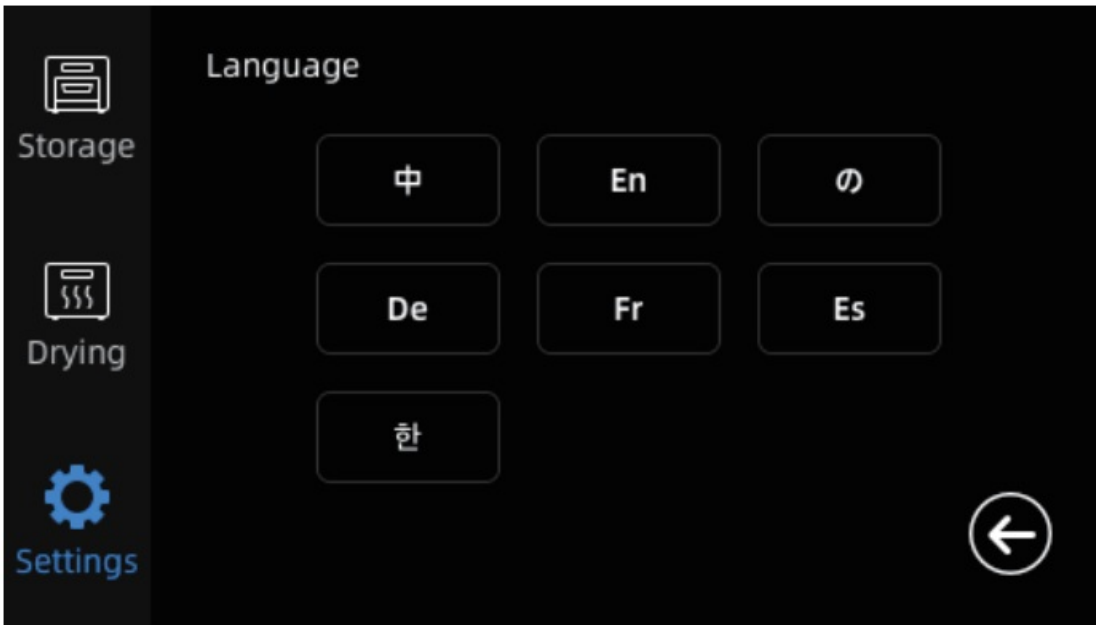 Language
Storage
中
En
の
De
Fr
Es
Drying
한
Settings